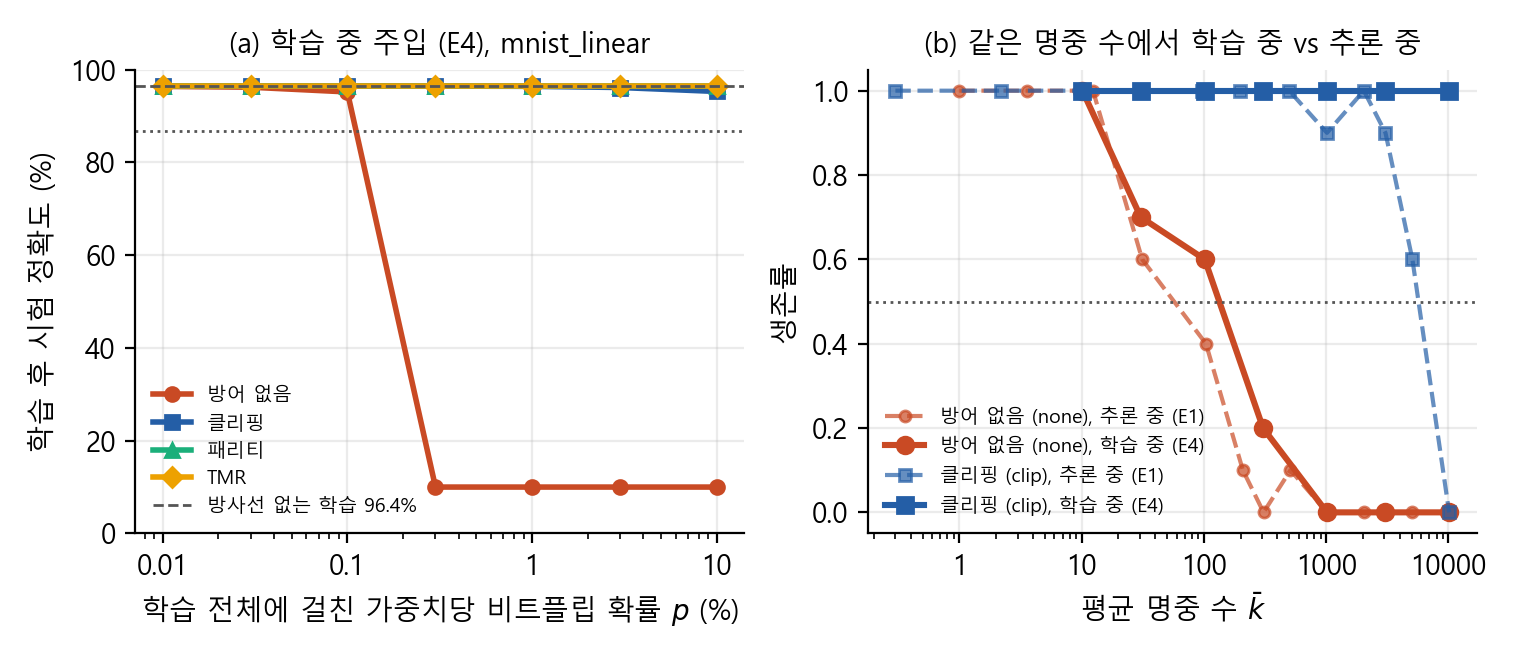 (a) 학습 중 주입 (E4), mnist_linear
학습 후 시험 정확도 (%)
100
80
60
40
20
0
방어 없음
클리핑
패리티
TMR
방사선 없는 학습 96.4%
0.01
0.1
1
10
학습 전체에 걸친 가중치당 비트플립 확률 p (%)
(b) 같은 명중 수에서 학습 중 vs 추론 중
생존률
1.0
0.8
0.6
0.4
0.2
0.0
방어 없음 (none), 추론 중 (E1)
방어 없음 (none), 학습 중 (E4)
클리핑 (clip), 추론 중 (E1)
클리핑 (clip), 학습 중 (E4)
1
10
100
1000
10000
평균 명중 수 k̄